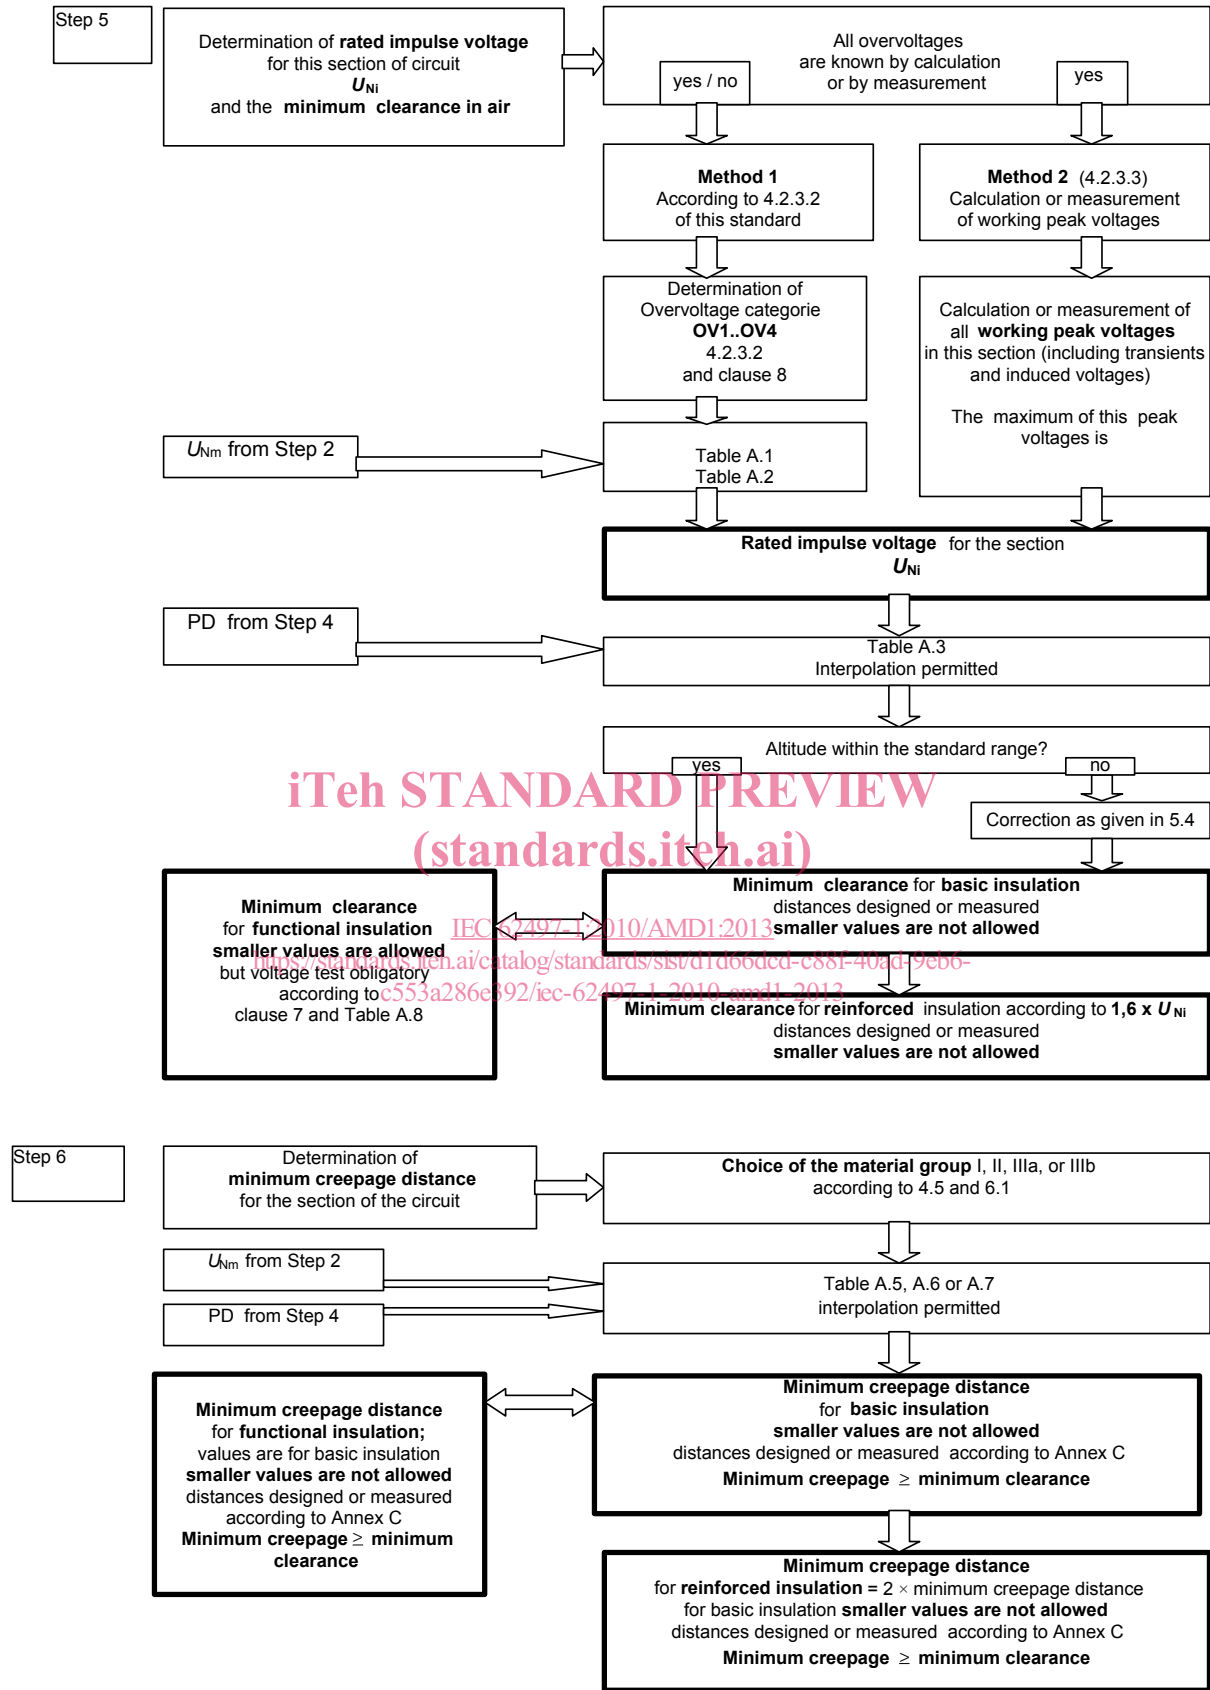 Step 5
Determination of rated impulse voltage
for this section of circuit
UNi
and the minimum clearance in air
All overvoltages
are known by calculation
or by measurement
yes / no
yes
Method 1
According to 4.2.3.2
of this standard
Method 2 (4.2.3.3)
Calculation or measurement
of working peak voltages
Determination of
Overvoltage categorie
OV1..OV4
4.2.3.2
and clause 8
Calculation or measurement of
all working peak voltages
in this section (including transients
and induced voltages)
The maximum of this peak
voltages is
UNm from Step 2
Table A.1
Table A.2
Rated impulse voltage for the section
UNi
PD from Step 4
Table A.3
Interpolation permitted
Altitude within the standard range?
yes
no
iTeh STANDARD PREVIEW
(standards.iteh.ai)
Correction as given in 5.4
Minimum clearance
for functional insulation
smaller values are allowed
but voltage test obligatory
according to
clause 7 and Table A.8
Minimum clearance for basic insulation
distances designed or measured
smaller values are not allowed
IEC 62497-1:2010/AMD1:2013
https://standards.iteh.ai/catalog/standards/sist/d1d66dcd-c88f-40ad-9eb6-
c553a286e392/iec-62497-1-2010-amd1-2013
Minimum clearance for reinforced insulation according to 1,6 x UNi
distances designed or measured
smaller values are not allowed
Step 6
Determination of
minimum creepage distance
for the section of the circuit
Choice of the material group I, II, IIIa, or IIIb
according to 4.5 and 6.1
UNm from Step 2
PD from Step 4
Table A.5, A.6 or A.7
interpolation permitted
Minimum creepage distance
for functional insulation;
values are for basic insulation
smaller values are not allowed
distances designed or measured
according to Annex C
Minimum creepage ≥ minimum
clearance
Minimum creepage distance
for basic insulation
smaller values are not allowed
distances designed or measured according to Annex C
Minimum creepage ≥ minimum clearance
Minimum creepage distance
for reinforced insulation = 2 × minimum creepage distance
for basic insulation smaller values are not allowed
distances designed or measured according to Annex C
Minimum creepage ≥ minimum clearance